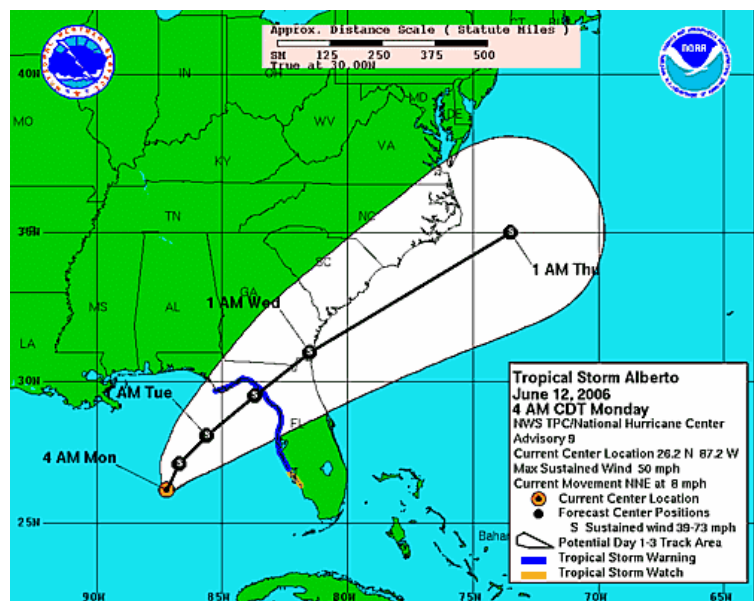 Approx. Distance Scale ( Statute Miles )
SM 125 250 375 500
True at 30.00N
NOAA
40N
IN
OH
CT
MO
MD
DE
WV
VA
KY
TN
NC
35N
1 AM Thu
SC
1 AM Wed
GA
MS
AL
LA
30N
AM Tue
FL
4 AM Mon
25N
Baham
90W
85W
80W
75W
70W
65W
Tropical Storm Alberto
June 12, 2006
4 AM CDT Monday
NWS TPC/National Hurricane Center
Advisory 9
Current Center Location 26.2 N 87.2 W
Max Sustained Wind 50 mph
Current Movement NNE at 8 mph
Current Center Location
Forecast Center Positions
S Sustained wind 39-73 mph
Potential Day 1-3 Track Area
Tropical Storm Warning
Tropical Storm Watch